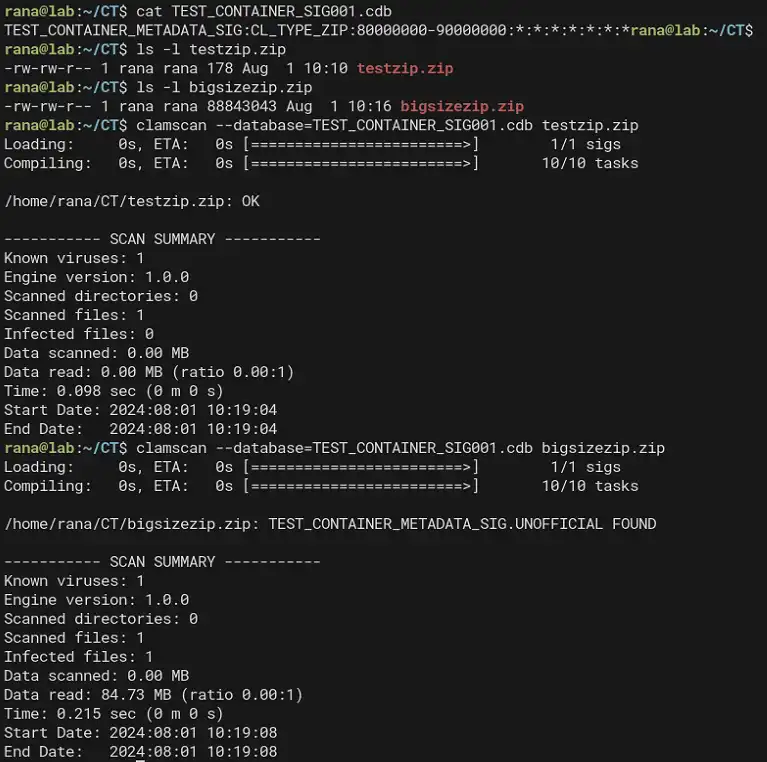 rana@lab:~/CT$ cat TEST_CONTAINER_SIG001.cdb
TEST_CONTAINER_METADATA_SIG:CL_TYPE_ZIP:80000000-90000000:*:*:*:*:*:*rana@lab:~/CT$
rana@lab:~/CT$ ls -l testzip.zip
-rw-rw-r-- 1 rana rana 178 Aug  1 10:10 testzip.zip
rana@lab:~/CT$ ls -l bigsizezip.zip
-rw-rw-r-- 1 rana rana 88843043 Aug  1 10:16 bigsizezip.zip
rana@lab:~/CT$ clamscan --database=TEST_CONTAINER_SIG001.cdb testzip.zip
Loading:     0s, ETA:   0s [========================>]        1/1 sigs
Compiling:   0s, ETA:   0s [========================>]       10/10 tasks
/home/rana/CT/testzip.zip: OK
----------- SCAN SUMMARY -----------
Known viruses: 1
Engine version: 1.0.0
Scanned directories: 0
Scanned files: 1
Infected files: 0
Data scanned: 0.00 MB
Data read: 0.00 MB (ratio 0.00:1)
Time: 0.098 sec (0 m 0 s)
Start Date: 2024:08:01 10:19:04
End Date:   2024:08:01 10:19:04
rana@lab:~/CT$ clamscan --database=TEST_CONTAINER_SIG001.cdb bigsizezip.zip
Loading:     0s, ETA:   0s [========================>]        1/1 sigs
Compiling:   0s, ETA:   0s [========================>]       10/10 tasks
/home/rana/CT/bigsizezip.zip: TEST_CONTAINER_METADATA_SIG.UNOFFICIAL FOUND
----------- SCAN SUMMARY -----------
Known viruses: 1
Engine version: 1.0.0
Scanned directories: 0
Scanned files: 1
Infected files: 1
Data scanned: 0.00 MB
Data read: 84.73 MB (ratio 0.00:1)
Time: 0.215 sec (0 m 0 s)
Start Date: 2024:08:01 10:19:08
End Date:   2024:08:01 10:19:08